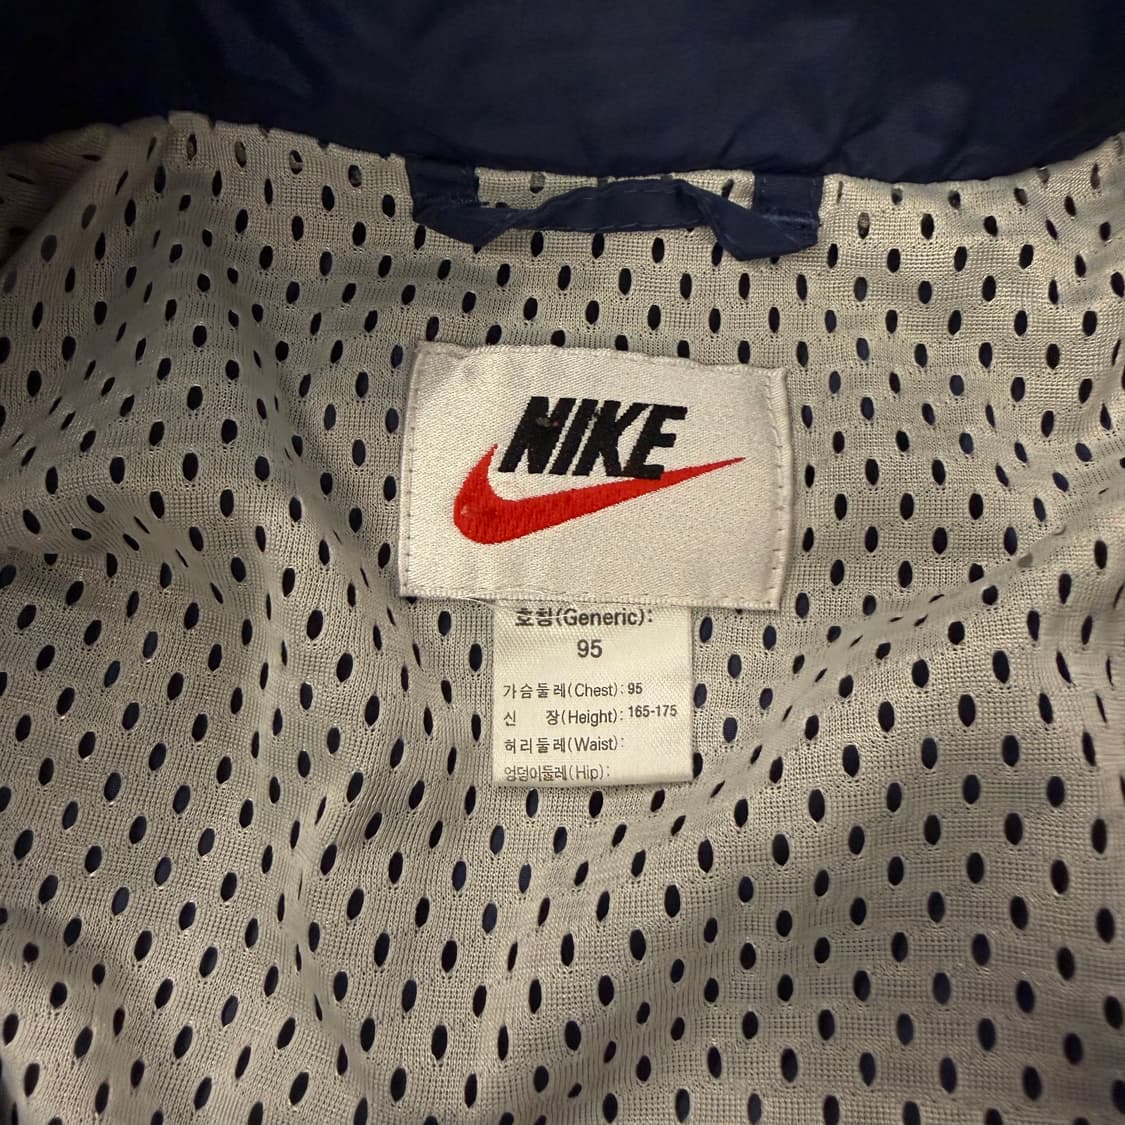 NIKE
호칭(Generic):
95
가슴둘레(Chest): 95
신 장(Height): 165-175
허리둘레(Waist):
엉덩이둘레(Hip):